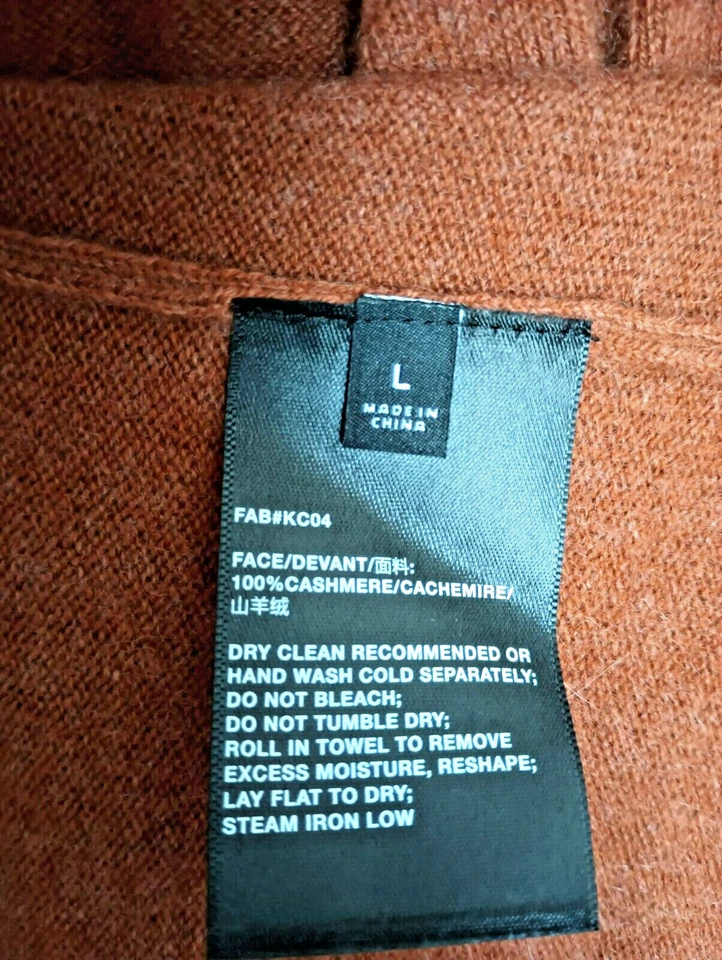 L
MADE IN
CHINA
FAB#KC04
FACE/DEVANT/面料:
100%CASHMERE/CACHEMIRE/
山羊绒
DRY CLEAN RECOMMENDED OR
HAND WASH COLD SEPARATELY;
DO NOT BLEACH;
DO NOT TUMBLE DRY;
ROLL IN TOWEL TO REMOVE
EXCESS MOISTURE, RESHAPE;
LAY FLAT TO DRY;
STEAM IRON LOW